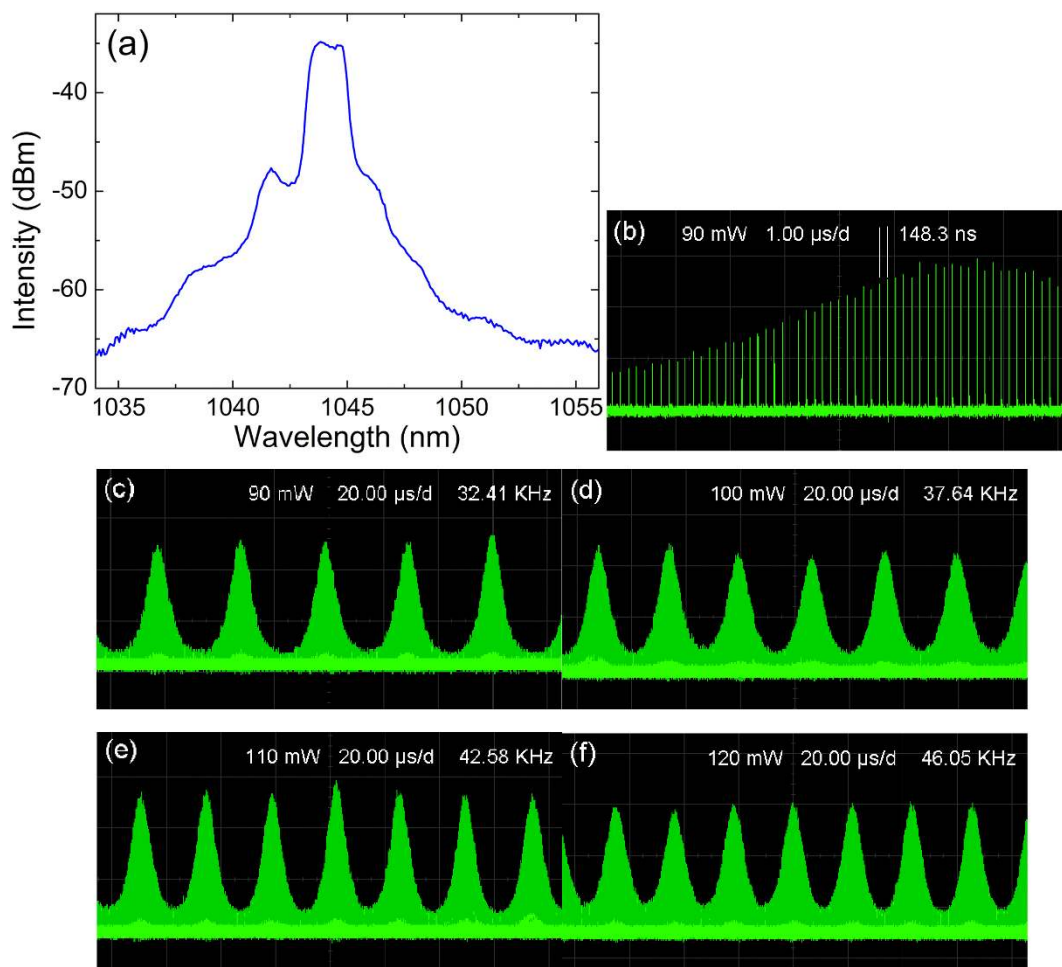 (a)
-40
-50
-60
-70
Intensity (dBm)
1035 1040 1045 1050 1055
Wavelength (nm)
(b) 90 mW 1.00 µs/d 148.3 ns
(c) 90 mW 20.00 µs/d 32.41 KHz
(d) 100 mW 20.00 µs/d 37.64 KHz
(e) 110 mW 20.00 µs/d 42.58 KHz
(f) 120 mW 20.00 µs/d 46.05 KHz